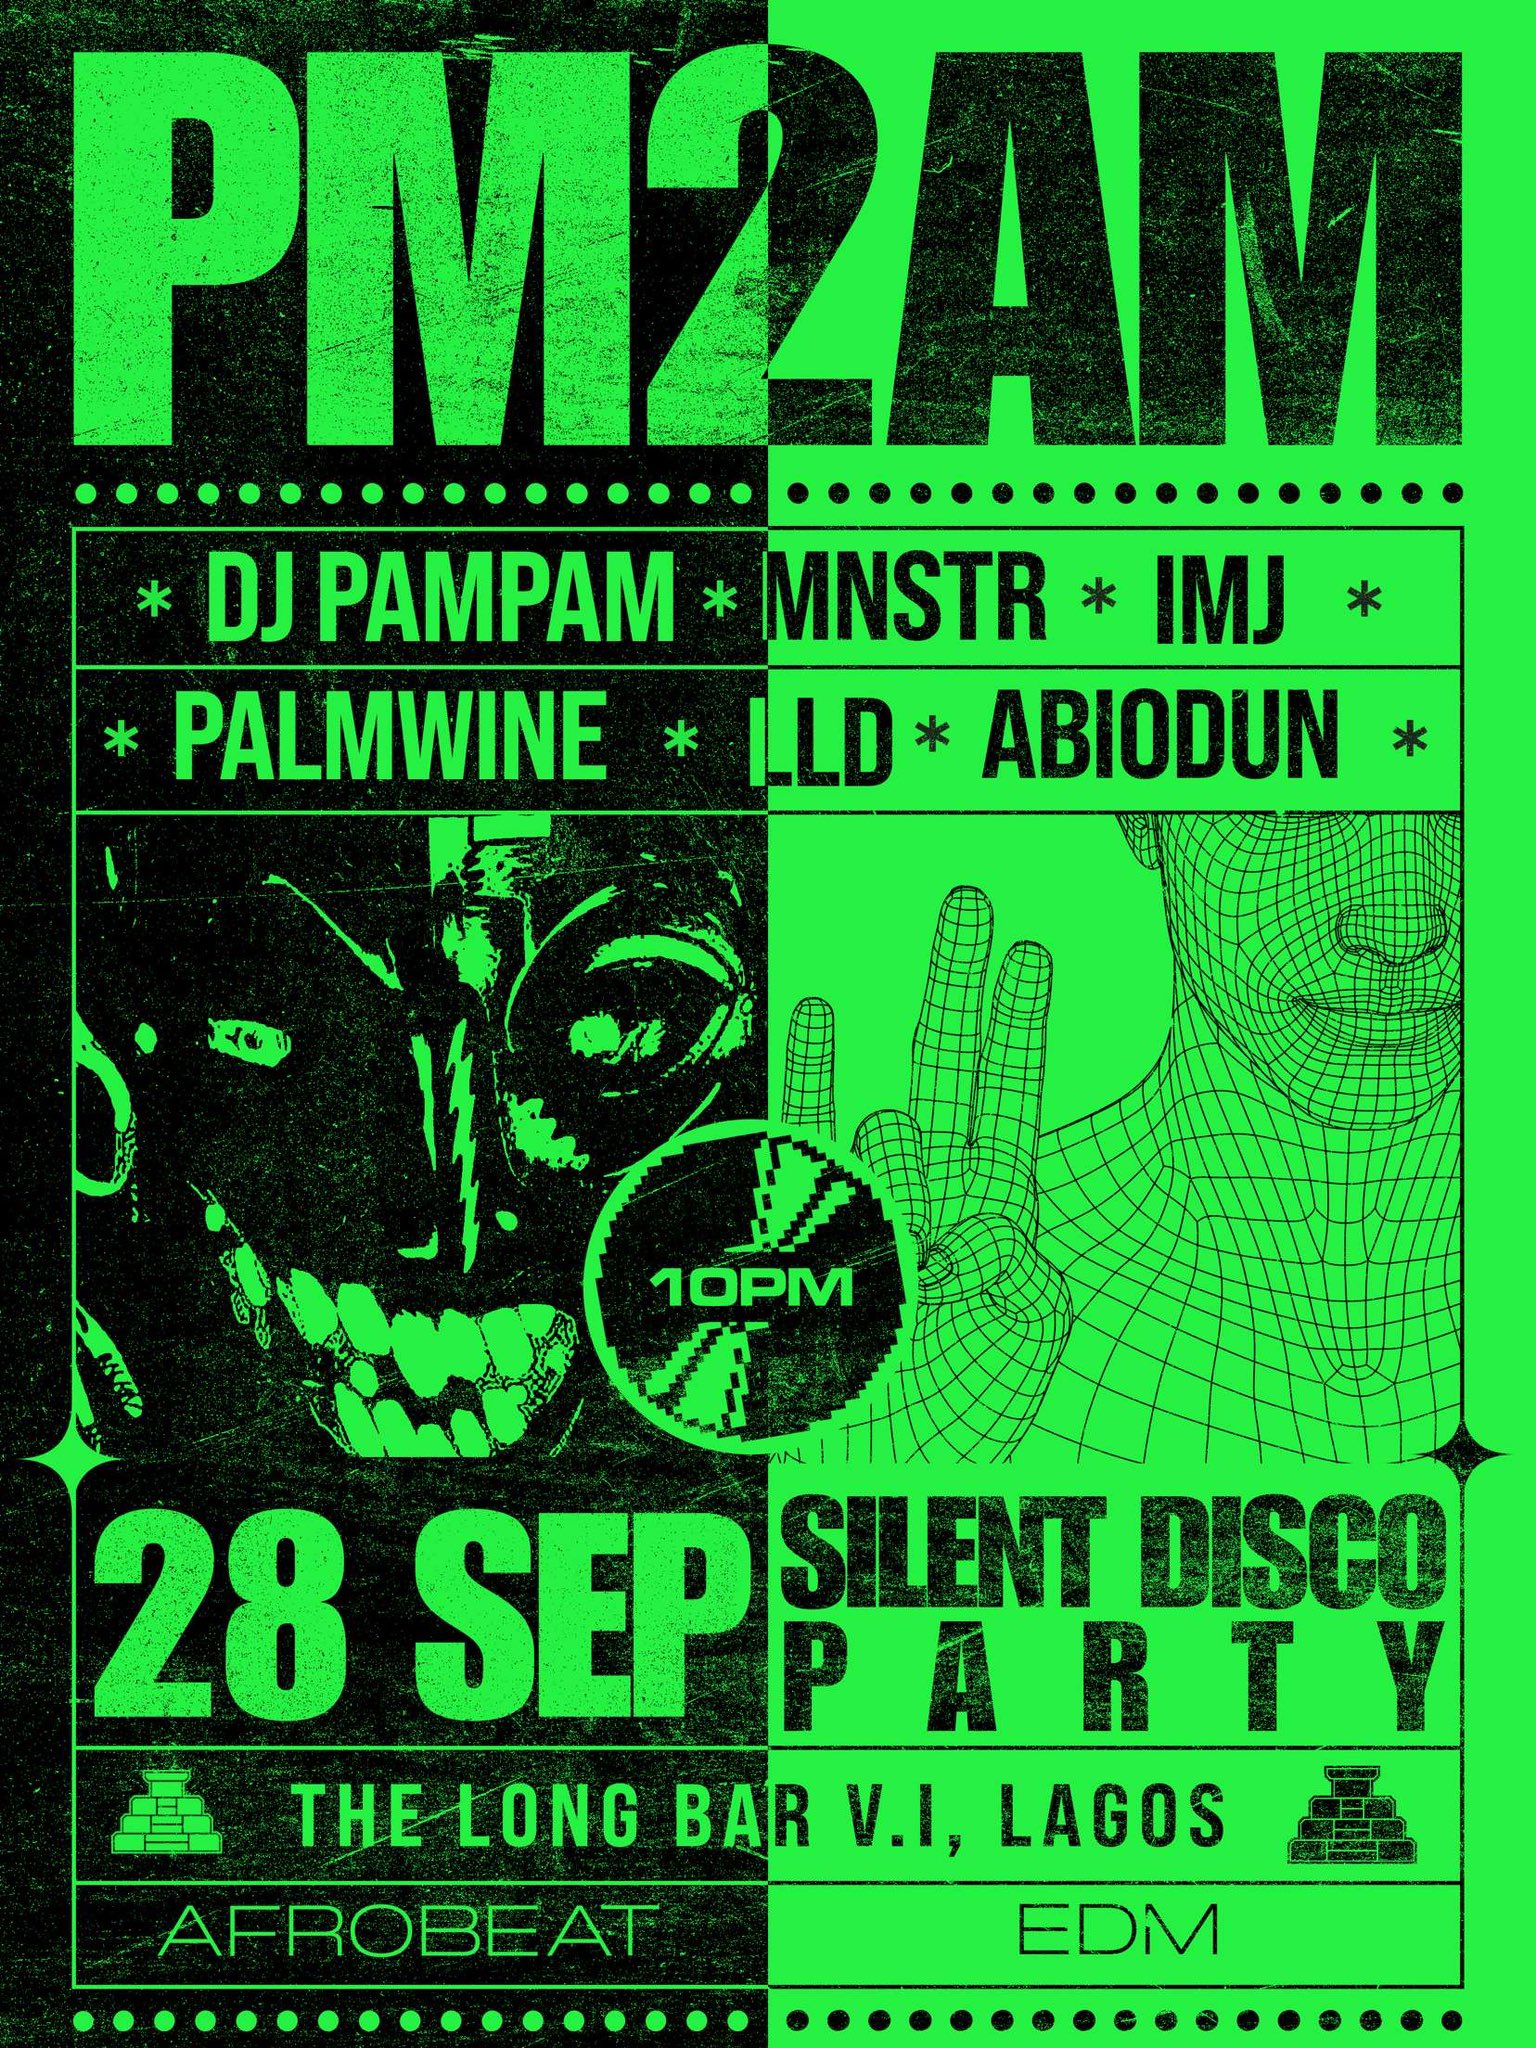 PM2AM
* DJ PAMPAM * MNSTR * IMJ *
* PALMWINE * LLD * ABIODUN *
10PM
28 SEP
SILENT DISCO
PARTY
THE LONG BAR V.I, LAGOS
AFROBEAT
EDM